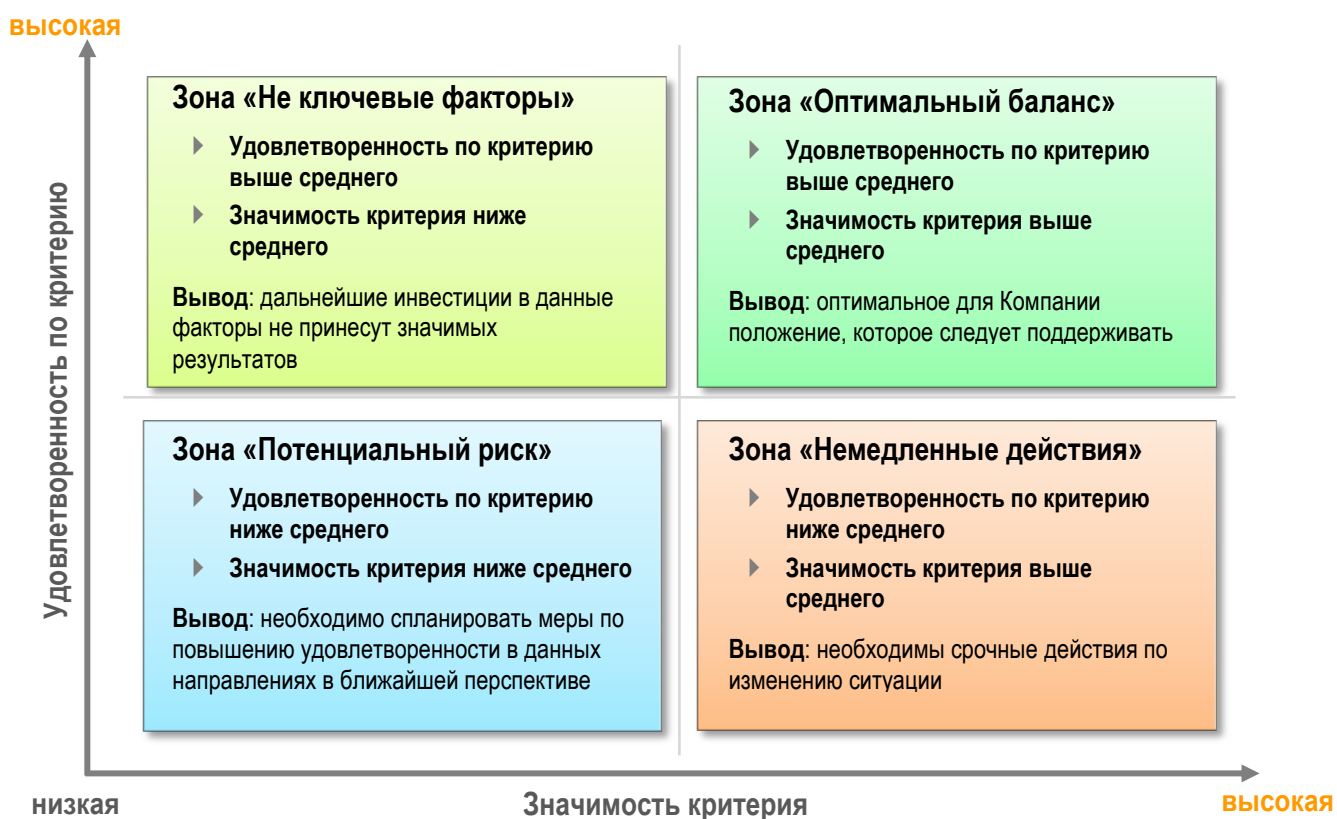 высокая
Удовлетворенность по критерию
Зона «Не ключевые факторы»
Удовлетворенность по критерию
выше среднего
Значимость критерия ниже
среднего
Вывод: дальнейшие инвестиции в данные
факторы не принесут значимых
результатов
Зона «Оптимальный баланс»
Удовлетворенность по критерию
выше среднего
Значимость критерия выше
среднего
Вывод: оптимальное для Компании
положение, которое следует поддерживать
Зона «Потенциальный риск»
Удовлетворенность по критерию
ниже среднего
Значимость критерия ниже среднего
Вывод: необходимо спланировать меры по
повышению удовлетворенности в данных
направлениях в ближайшей перспективе
Зона «Немедленные действия»
Удовлетворенность по критерию
ниже среднего
Значимость критерия выше
среднего
Вывод: необходимы срочные действия по
изменению ситуации
низкая
Значимость критерия
высокая